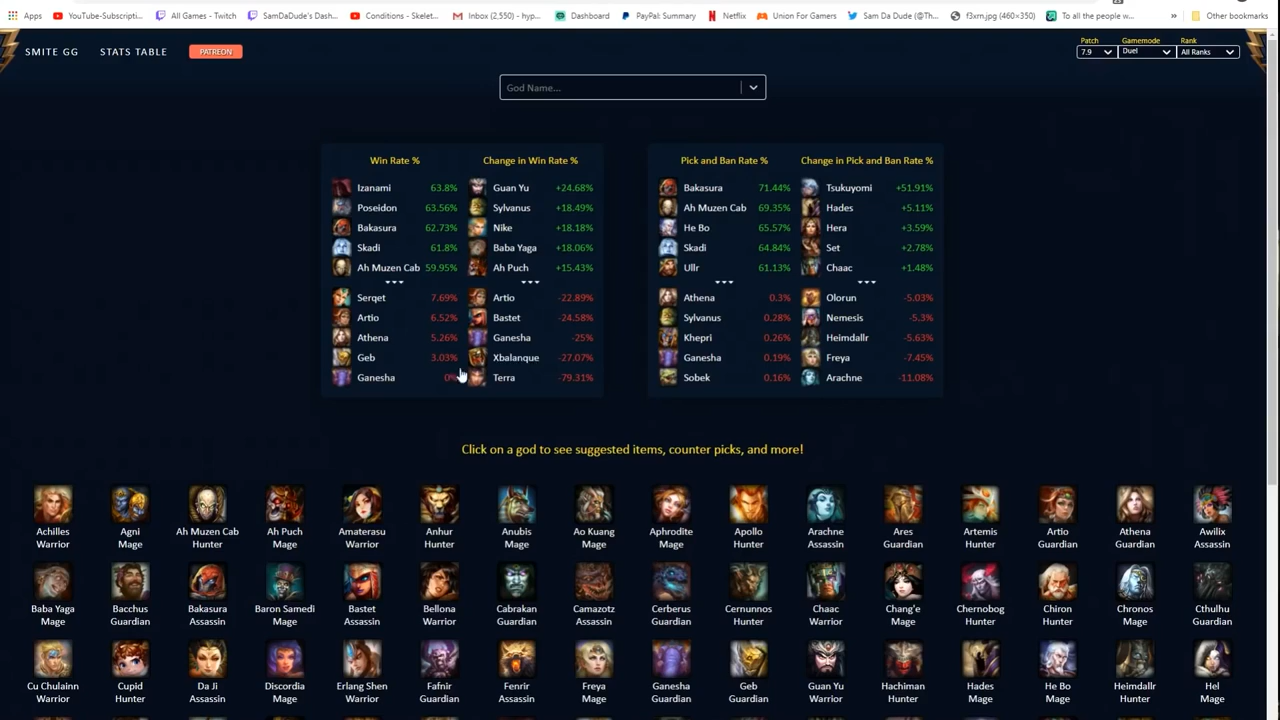 Apps YouTube-Subscripti... All Games - Twitch SamDaDude's Dash... Conditions - Skelet... Inbox (2,550) - hyp... Dashboard PayPal: Summary Netflix Union For Gamers Sam Da Dude (@Th... f3xrn.jpg (460×350) To all the people w... » Other bookmarks
SMITE GG STATS TABLE PATREON
Patch Gamemode Rank
7.9 Duel All Ranks
God Name...
Win Rate % Change in Win Rate % Pick and Ban Rate % Change in Pick and Ban Rate %
Izanami 63.8% Guan Yu +24.68% Bakasura 71.44% Tsukuyomi +51.91%
Poseidon 63.56% Sylvanus +18.49% Ah Muzen Cab 69.35% Hades +5.11%
Bakasura 62.73% Nike +18.18% He Bo 65.57% Hera +3.59%
Skadi 61.8% Baba Yaga +18.06% Skadi 64.84% Set +2.78%
Ah Muzen Cab 59.95% Ah Puch +15.43% Ullr 61.13% Chaac +1.48%
Serqet 7.69% Artio -22.89% Athena 0.3% Olorun -5.03%
Artio 6.52% Bastet -24.58% Sylvanus 0.28% Nemesis -5.3%
Athena 5.26% Ganesha -25% Khepri 0.26% Heimdallr -5.63%
Geb 3.03% Xbalanque -27.07% Ganesha 0.19% Freya -7.45%
Ganesha 0% Terra -79.31% Sobek 0.16% Arachne -11.08%
Click on a god to see suggested items, counter picks, and more!
Achilles Agni Ah Muzen Cab Ah Puch Amaterasu Anhur Anubis Ao Kuang Aphrodite Apollo Arachne Ares Artemis Artio Athena Awilix
Warrior Mage Hunter Mage Warrior Hunter Mage Mage Mage Hunter Assassin Guardian Hunter Guardian Guardian Assassin
Baba Yaga Bacchus Bakasura Baron Samedi Bastet Bellona Cabrakan Camazotz Cerberus Cernunnos Chaac Chang'e Chernobog Chiron Chronos Cthulhu
Mage Guardian Assassin Mage Assassin Warrior Guardian Assassin Guardian Hunter Warrior Mage Hunter Hunter Mage Guardian
Cu Chulainn Cupid Da Ji Discordia Erlang Shen Fafnir Fenrir Freya Ganesha Geb Guan Yu Hachiman Hades He Bo Heimdallr Hel
Warrior Hunter Assassin Mage Warrior Guardian Assassin Mage Guardian Guardian Warrior Hunter Mage Mage Hunter Mage